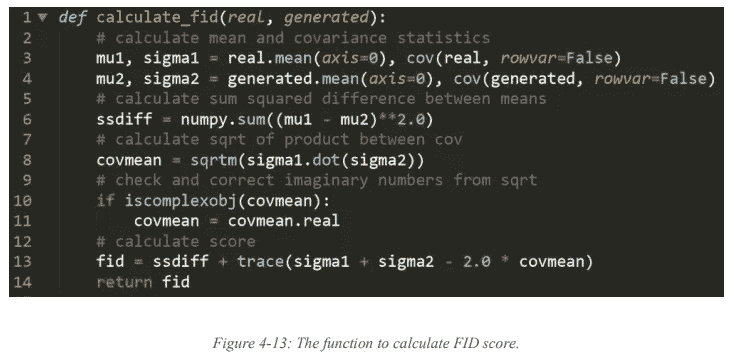 1 def calculate_fid(real, generated):
2 # calculate mean and covariance statistics
3 mu1, sigma1 = real.mean(axis=0), cov(real, rowvar=False)
4 mu2, sigma2 = generated.mean(axis=0), cov(generated, rowvar=False)
5 # calculate sum squared difference between means
6 ssdiff = numpy.sum((mu1 - mu2)**2.0)
7 # calculate sqrt of product between cov
8 covmean = sqrtm(sigma1.dot(sigma2))
9 # check and correct imaginary numbers from sqrt
10 if iscomplexobj(covmean):
11 covmean = covmean.real
12 # calculate score
13 fid = ssdiff + trace(sigma1 + sigma2 - 2.0 * covmean)
14 return fid
Figure 4-13: The function to calculate FID score.